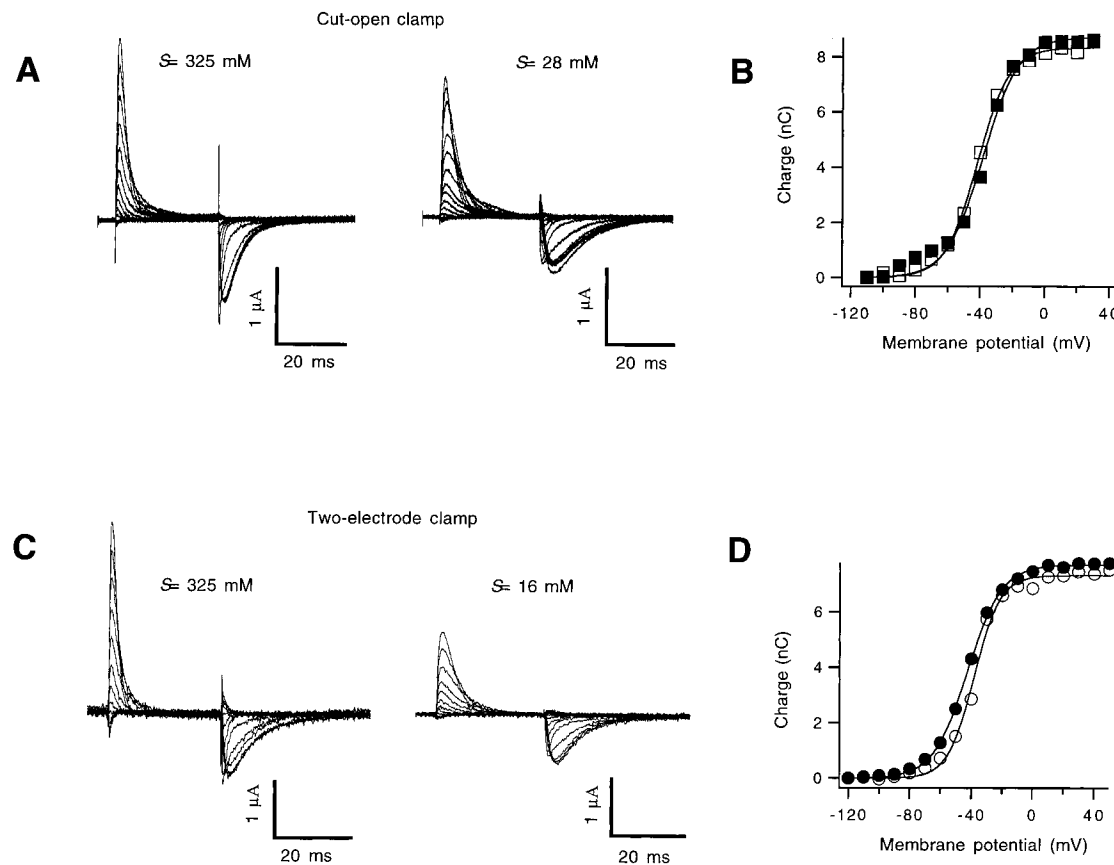 Cut-open clamp
A
S= 325 mM
S= 28 mM
1 μA
20 ms
1 μA
20 ms
B
Charge (nC)
8
6
4
2
0
-120
-80
-40
0
40
Membrane potential (mV)
Two-electrode clamp
C
S= 325 mM
S= 16 mM
1 μA
20 ms
1 μA
20 ms
D
Charge (nC)
6
4
2
0
-120
-80
-40
0
40
Membrane potential (mV)